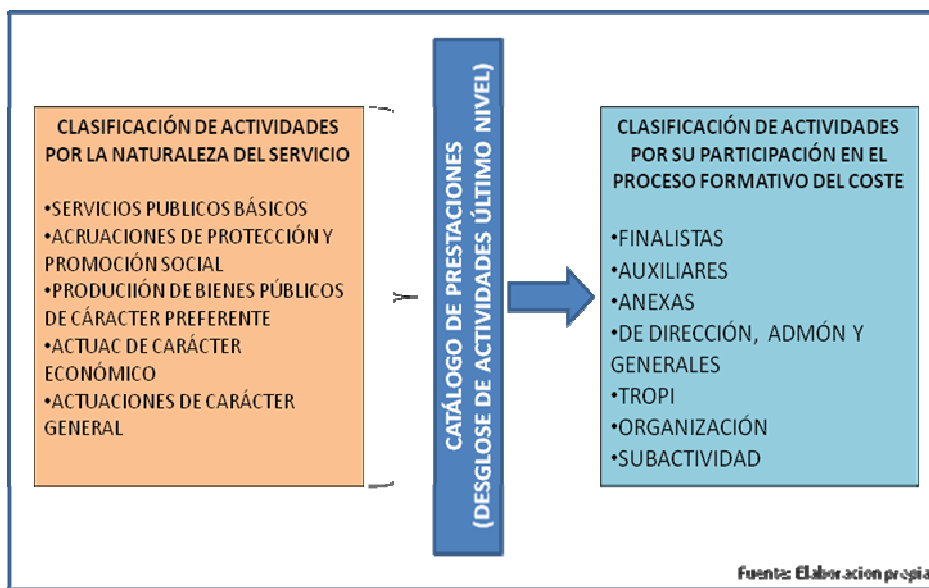 CLASIFICACIÓN DE ACTIVIDADES
POR LA NATURALEZA DEL SERVICIO
•SERVICIOS PUBLICOS BÁSICOS
•ACRUACIONES DE PROTECCIÓN Y
PROMOCIÓN SOCIAL
•PRODUCIIÓN DE BIENES PÚBLICOS
DE CÁRACTER PREFERENTE
•ACTUAC DE CARÁCTER
ECONÓMICO
•ACTUACIONES DE CARÁCTER
GENERAL
CATÁLOGO DE PRESTACIONES
(DESGLOSE DE ACTIVIDADES ÚLTIMO NIVEL)
CLASIFICACIÓN DE ACTIVIDADES
POR SU PARTICIPACIÓN EN EL
PROCESO FORMATIVO DEL COSTE
•FINALISTAS
•AUXILIARES
•ANEXAS
•DE DIRECCIÓN, ADMÓN Y
GENERALES
•TROPI
•ORGANIZACIÓN
•SUBACTIVIDAD
Fuente: Elaboracion propia